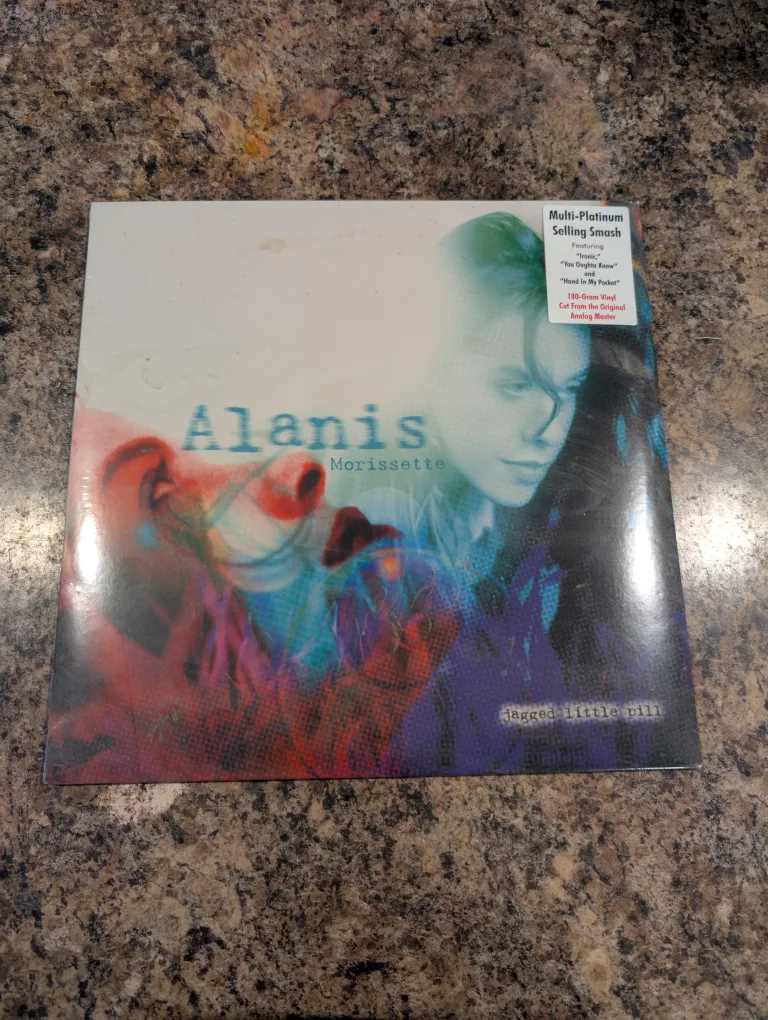 Multi-Platinum
Selling Smash
Featuring
"Ironic,"
"You Oughta Know"
and
"Hand In My Pocket"
180-Gram Vinyl
Cut From the Original
Analog Master
Alanis
Morissette
jagged little pill